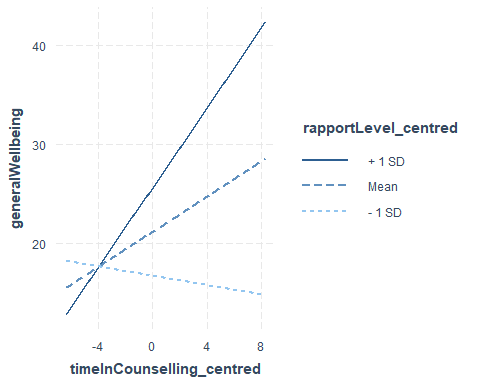 generalWellbeing
40
30
20
-4
0
4
8
timeInCounselling_centred
rapportLevel_centred
+ 1 SD
Mean
- 1 SD